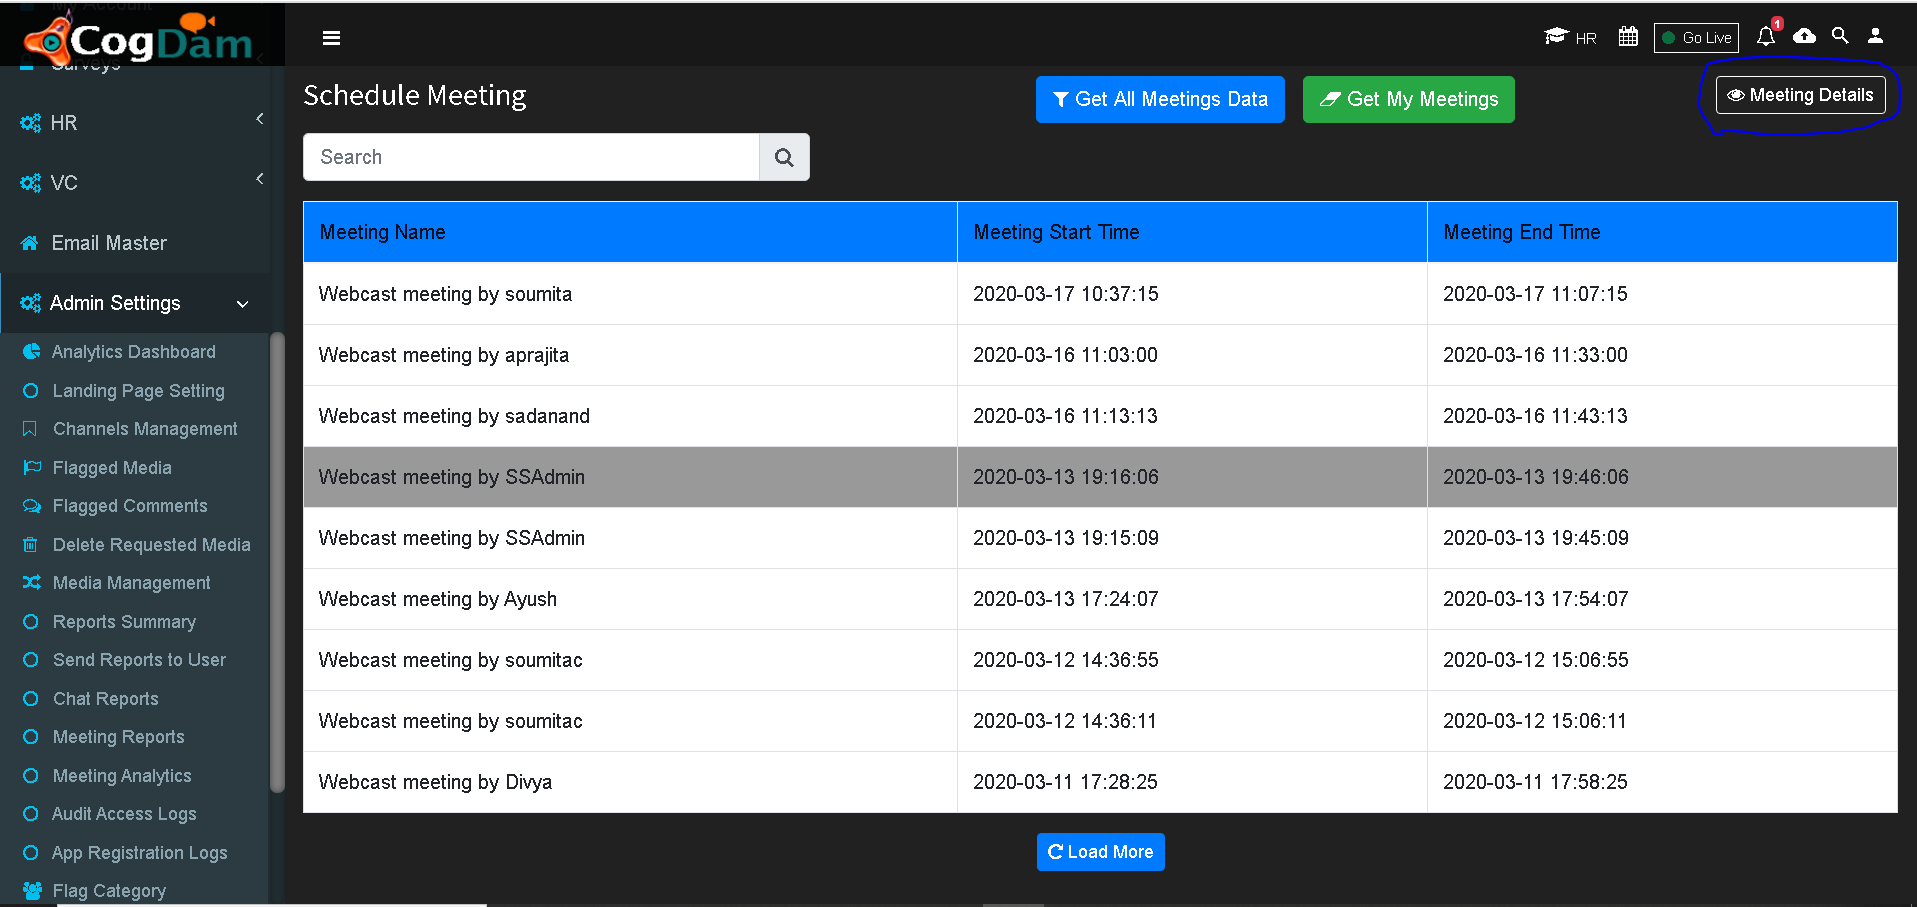 My Account
CogDam
HR
Go Live
1
Surveys
HR
VC
Email Master
Admin Settings
Analytics Dashboard
Landing Page Setting
Channels Management
Flagged Media
Flagged Comments
Delete Requested Media
Media Management
Reports Summary
Send Reports to User
Chat Reports
Meeting Reports
Meeting Analytics
Audit Access Logs
App Registration Logs
Flag Category
Schedule Meeting
Get All Meetings Data
Get My Meetings
Meeting Details
Search
Meeting Name Meeting Start Time Meeting End Time
Webcast meeting by soumita 2020-03-17 10:37:15 2020-03-17 11:07:15
Webcast meeting by aprajita 2020-03-16 11:03:00 2020-03-16 11:33:00
Webcast meeting by sadanand 2020-03-16 11:13:13 2020-03-16 11:43:13
Webcast meeting by SSAdmin 2020-03-13 19:16:06 2020-03-13 19:46:06
Webcast meeting by SSAdmin 2020-03-13 19:15:09 2020-03-13 19:45:09
Webcast meeting by Ayush 2020-03-13 17:24:07 2020-03-13 17:54:07
Webcast meeting by soumitac 2020-03-12 14:36:55 2020-03-12 15:06:55
Webcast meeting by soumitac 2020-03-12 14:36:11 2020-03-12 15:06:11
Webcast meeting by Divya 2020-03-11 17:28:25 2020-03-11 17:58:25
Load More